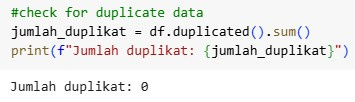 #check for duplicate data
jumlah_duplikat = df.duplicated().sum()
print(f"Jumlah duplikat: {jumlah_duplikat}")
Jumlah duplikat: 0